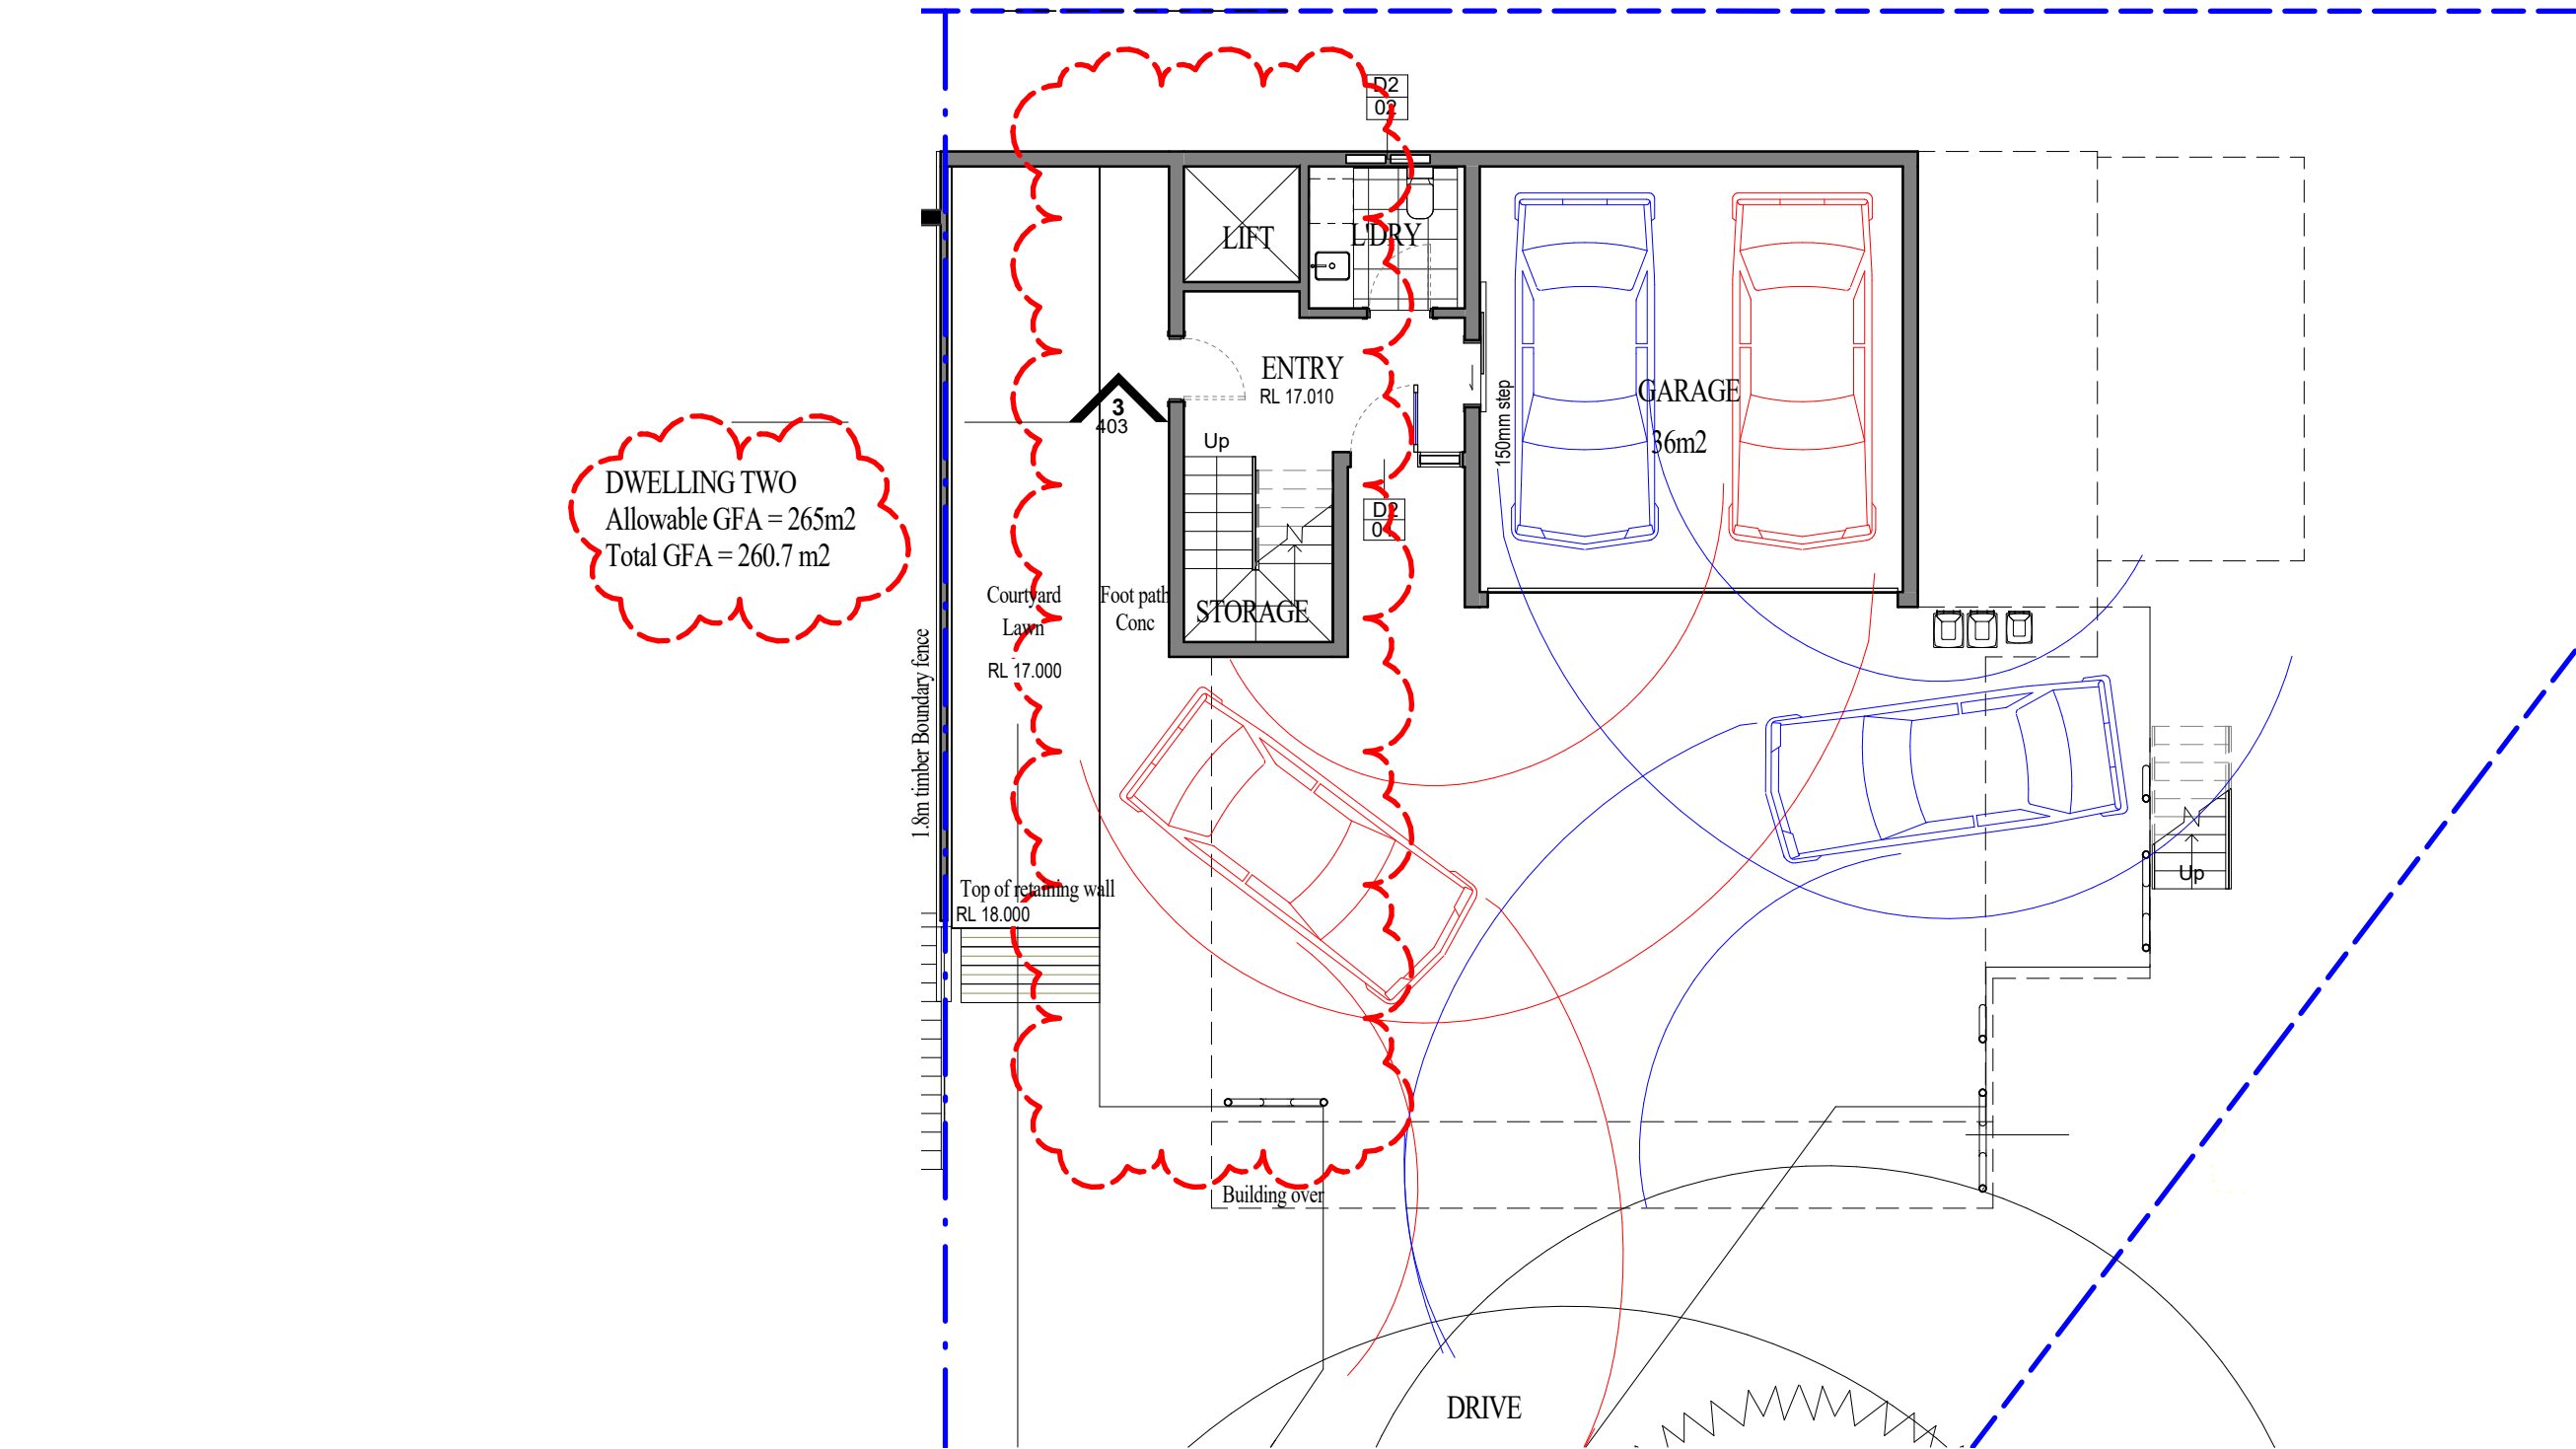 D2
02
LIFT
L'DRY
ENTRY
RL 17.010
3
403
Up
150mm step
GARAGE
36m2
DWELLING TWO
Allowable GFA = 265m2
Total GFA = 260.7 m2
D2
Courtyard
Lawn
RL 17.000
Foot path
Conc
STORAGE
1.8m timber Boundary fence
Up
Top of retaining wall
RL 18.000
Building over
DRIVE